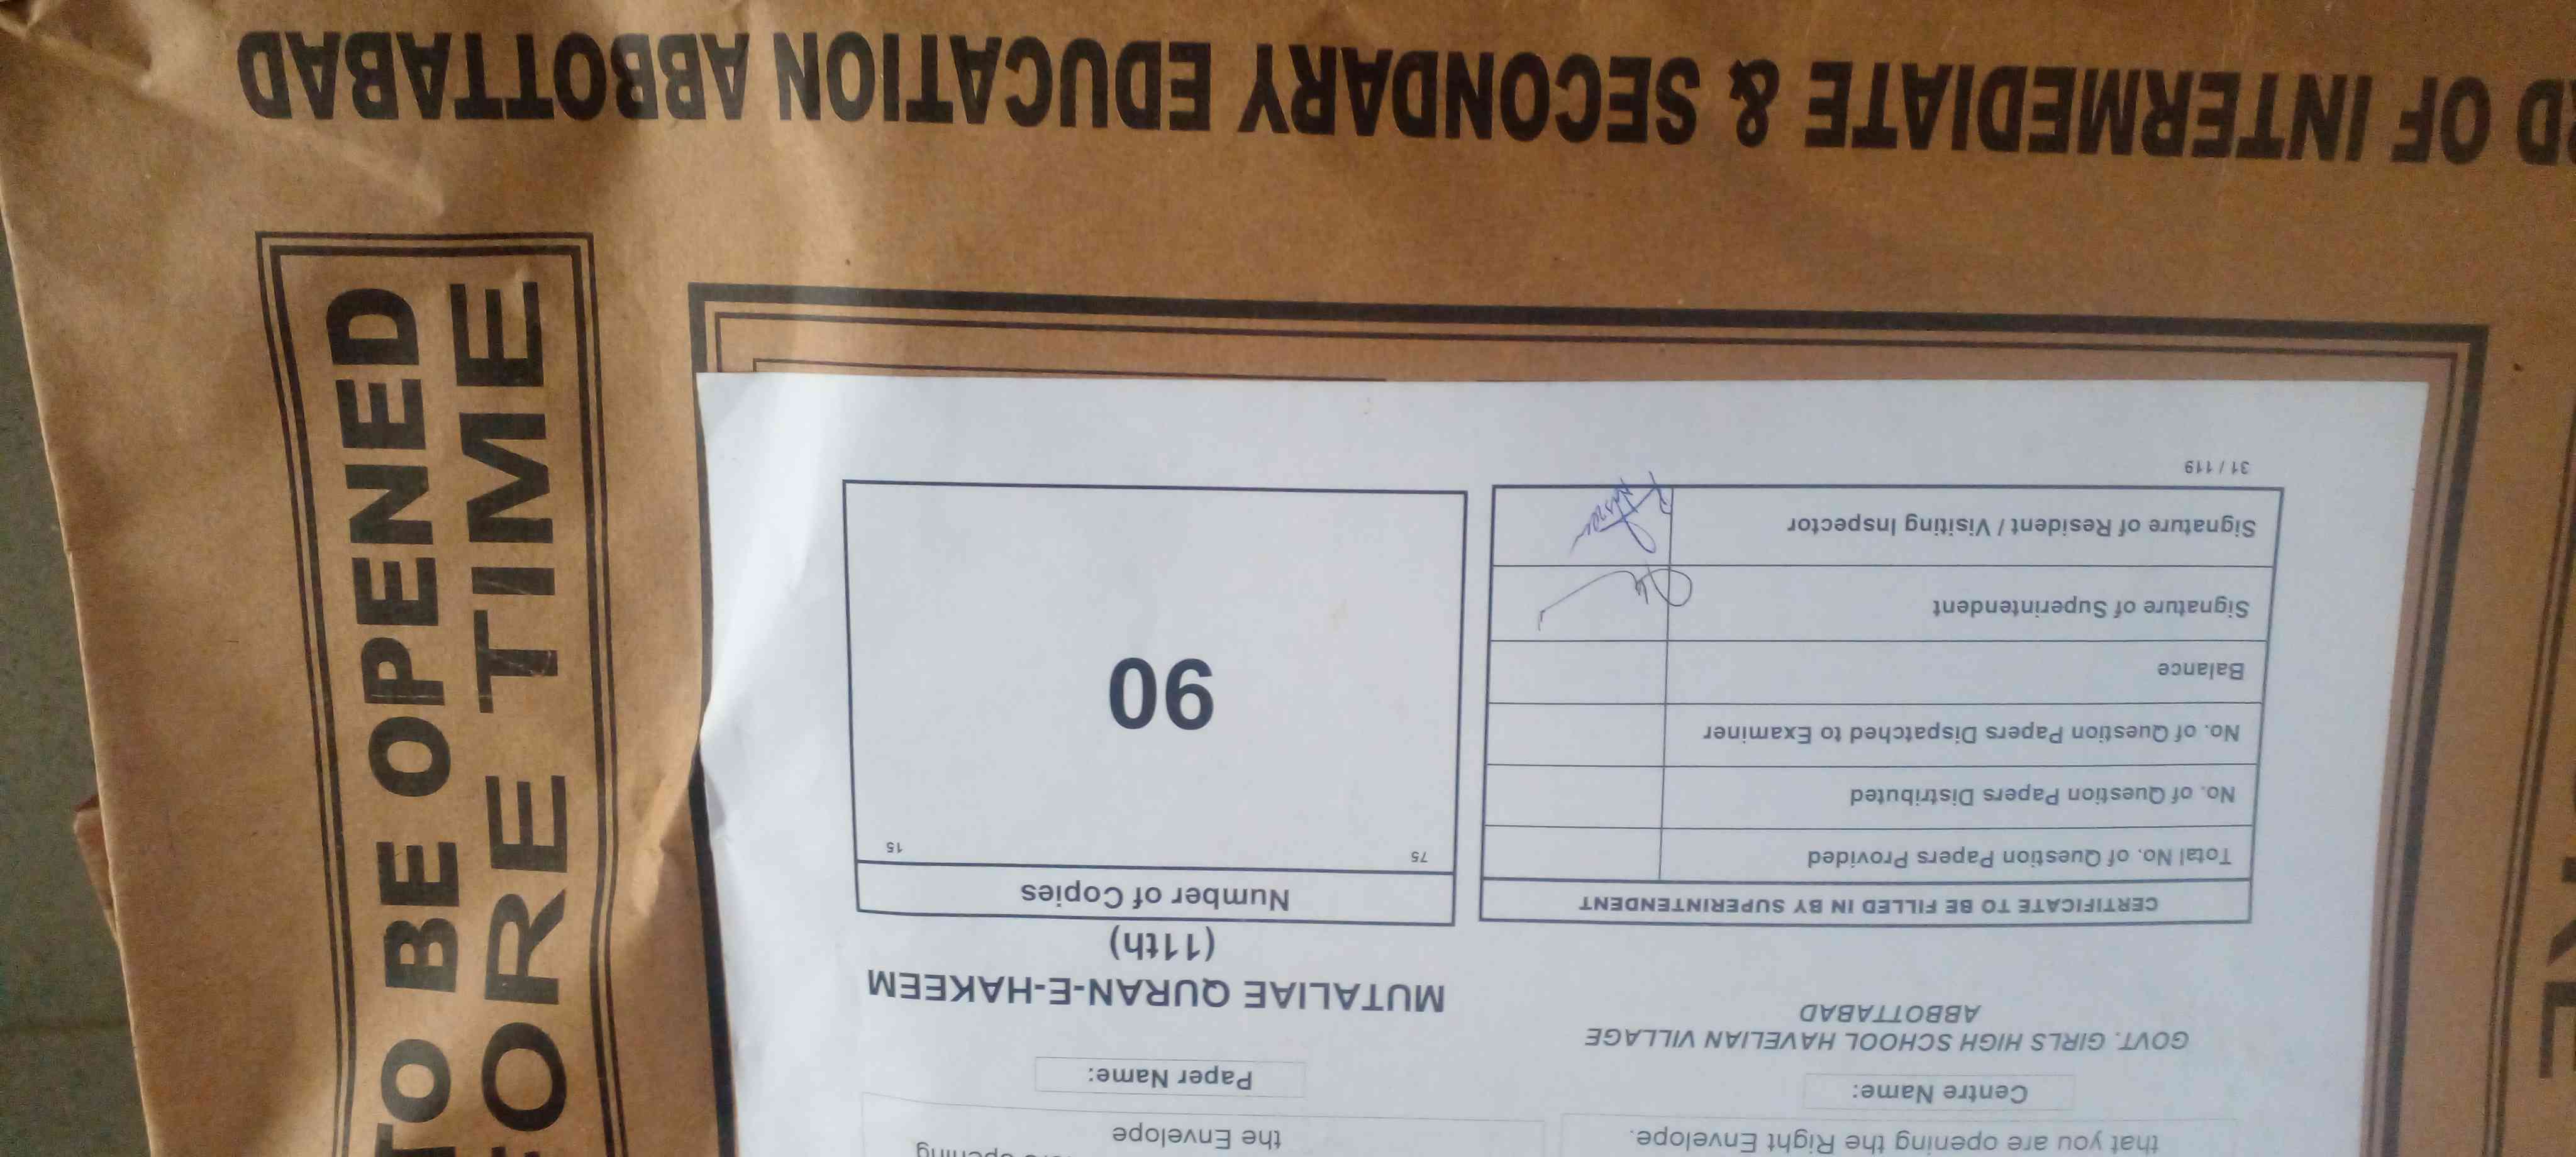 that you are opening the Right Envelope.
opening
the Envelope
Centre Name:
GOVT. GIRLS HIGH SCHOOL HAVELIAN VILLAGE
ABBOTTABAD
Paper Name:
MUTALIAE QURAN-E-HAKEEM
(11th)
CERTIFICATE TO BE FILLED IN BY SUPERINTENDENT
Total No. of Question Papers Provided
No. of Question Papers Distributed
No. of Question Papers Dispatched to Examiner
Balance
Signature of Superintendent
Signature of Resident / Visiting Inspector
31 / 119
Number of Copies
75 15
90
TO BE OPENED
FORE TIME
OF INTERMEDIATE & SECONDARY EDUCATION ABBOTTABAD